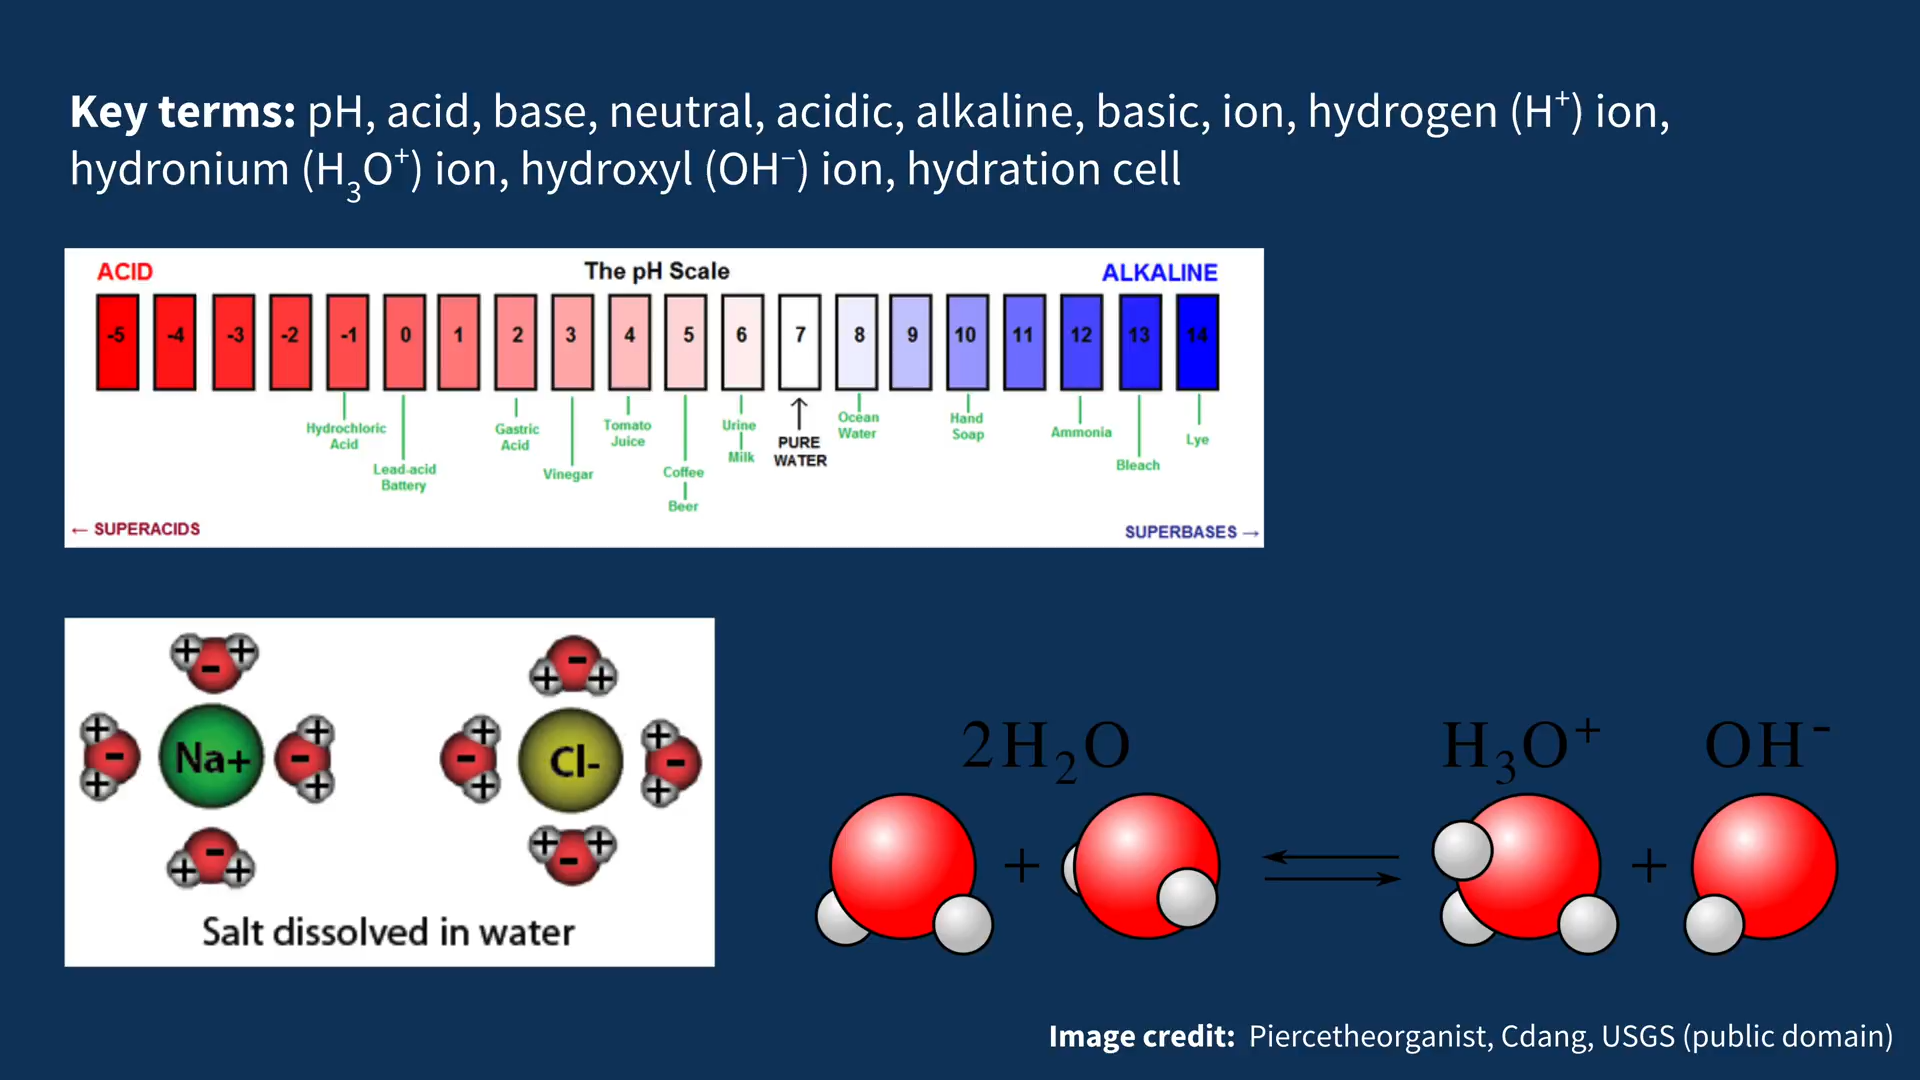 Key terms: pH, acid, base, neutral, acidic, alkaline, basic, ion, hydrogen (H⁺) ion,
hydronium (H₃O⁺) ion, hydroxyl (OH⁻) ion, hydration cell
ACID The pH Scale ALKALINE
-5 -4 -3 -2 -1 0 1 2 3 4 5 6 7 8 9 10 11 12 13 14
Hydrochloric
Acid
Lead-acid
Battery
Gastric
Acid
Vinegar
Tomato
Juice
Coffee
Beer
Urine
Milk
PURE
WATER
Ocean
Water
Hand
Soap
Ammonia
Bleach
Lye
← SUPERACIDS
SUPERBASES →
+ - +
+ - +
+ - +
Na+
+ - +
+ - +
+ - +
+ - +
Cl-
+ - +
+ - +
Salt dissolved in water
2H₂O H₃O⁺ OH⁻
+ +
Image credit: Piercetheorganist, Cdang, USGS (public domain)